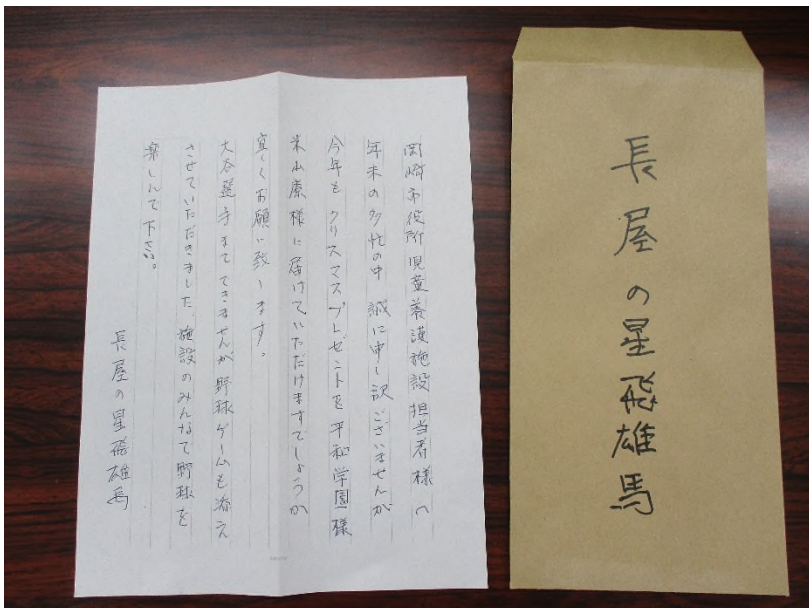 岡崎市役所児童養護施設担当者様へ
年末の多忙の中 誠に申し訳ございませんが
今年もクリスマスプレゼントを平和学園様
米山寮様に届けていただけますでしょうか
宜しくお願い致します。
大谷選手まてできませんが野球ゲームも添え
させていただきました、施設のみんなで野球を
楽しんで下さい。
長屋の星飛雄馬
長屋の星飛雄馬